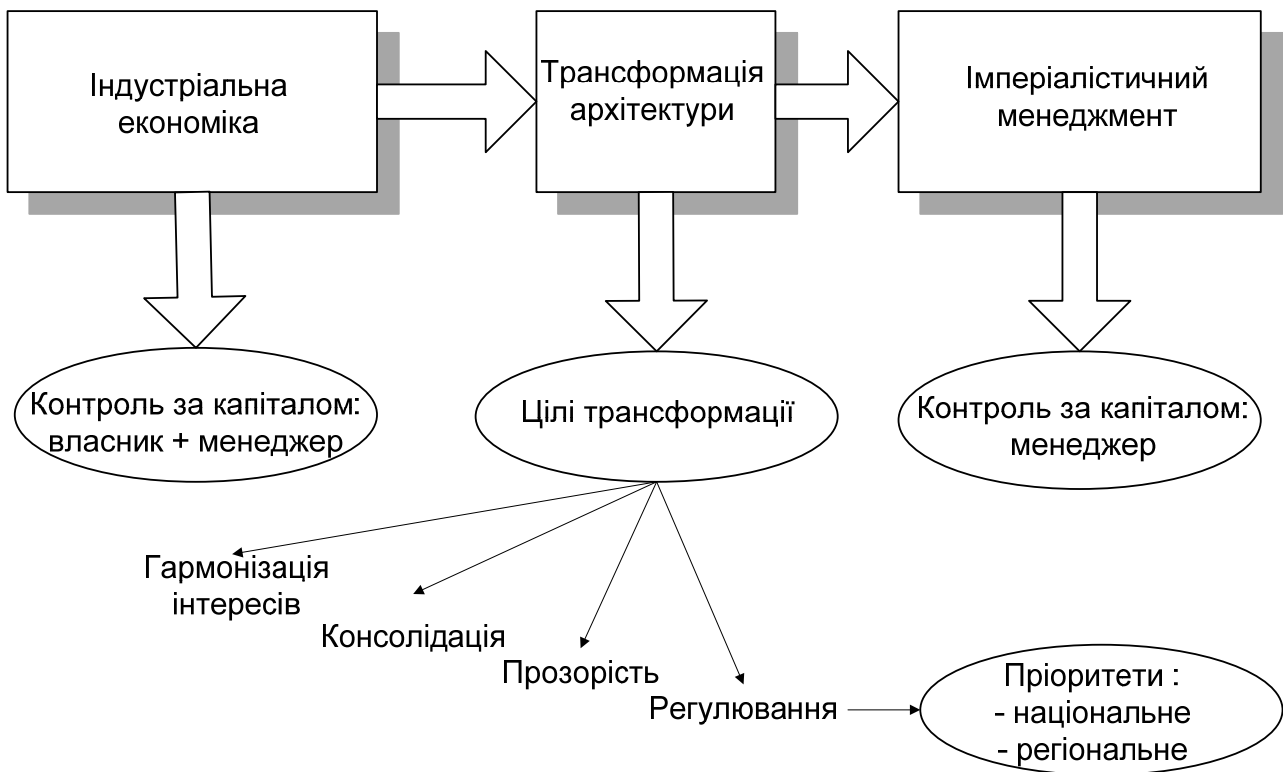 Індустріальна
економіка
Трансформація
архітектури
Імперіалістичний
менеджмент
Контроль за капіталом:
власник + менеджер
Цілі трансформації
Контроль за капіталом:
менеджер
Гармонізація
інтересів
Консолідація
Прозорість
Регулювання
Пріоритети :
- національне
- регіональне